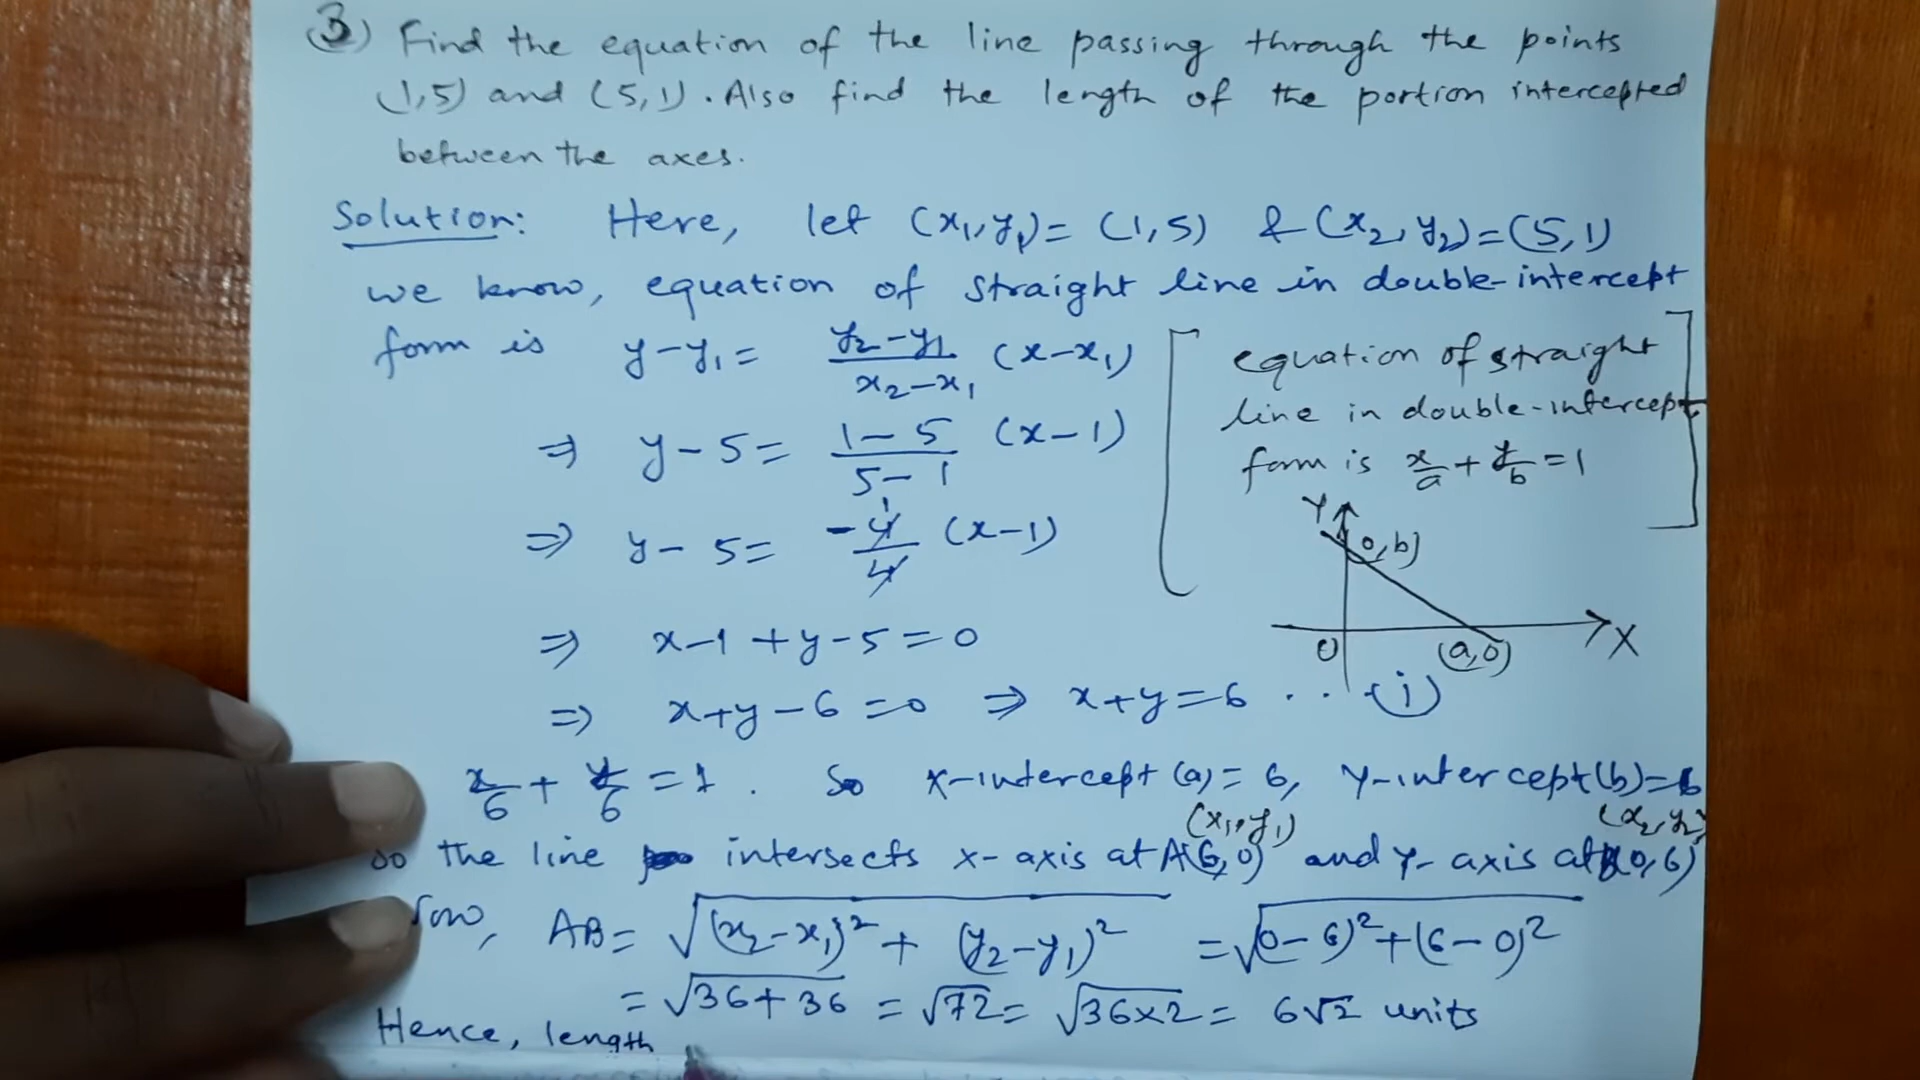 3) Find the equation of the line passing through the points
(1,5) and (5,1). Also find the length of the portion intercepted
between the axes.
Solution: Here, let (x₁,y₁)= (1,5) & (x₂,y₂)=(5,1)
we know, equation of straight line in double-intercept
form is y-y₁= y₂-y₁/x₂-x₁ (x-x₁)
⇒ y-5= 1-5/5-1 (x-1)
⇒ y-5= -4/4 (x-1)
1
[equation of straight
line in double-intercept
form is x/a + y/b = 1]
Y
(0,b)
O (a,0) X
⇒ x-1+y-5=0
⇒ x+y-6=0 ⇒ x+y=6 ... (i)
x/6 + y/6 = 1. So x-intercept (a)= 6, Y-intercept(b)=6
(x₁,y₁) (x₂,y₂)
so the line intersects x-axis at A(6,0) and Y-axis at (0,6)
Now, AB= √(x₂-x₁)²+(y₂-y₁)² =√(0-6)²+(6-0)²
= √36+36 = √72= √36×2= 6√2 units
Hence, length